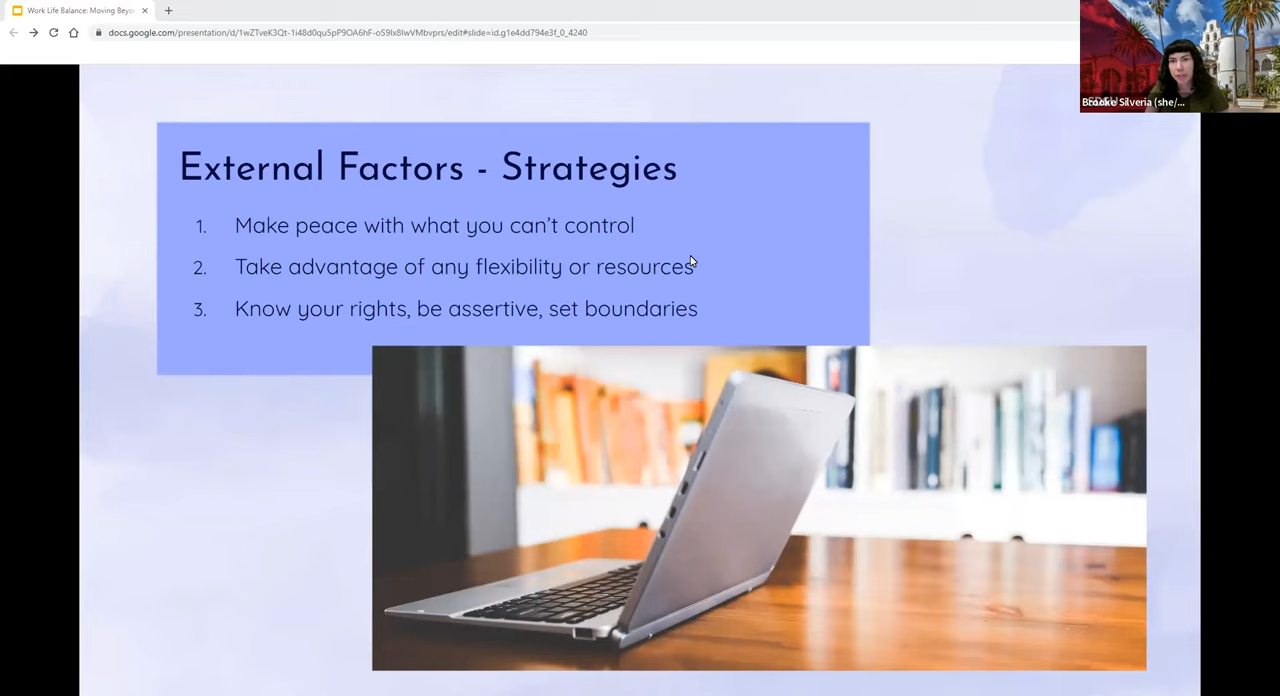 Work Life Balance: Moving Beyo
docs.google.com/presentation/d/1wZTveK3Qt-1i48d0qu5pP9OA6hF-oS9Ix8IwVMbvprs/edit#slide=id.g1e4dd794e3f_0_4240
Brooke Silveria (she/...
External Factors - Strategies
1. Make peace with what you can’t control
2. Take advantage of any flexibility or resources
3. Know your rights, be assertive, set boundaries